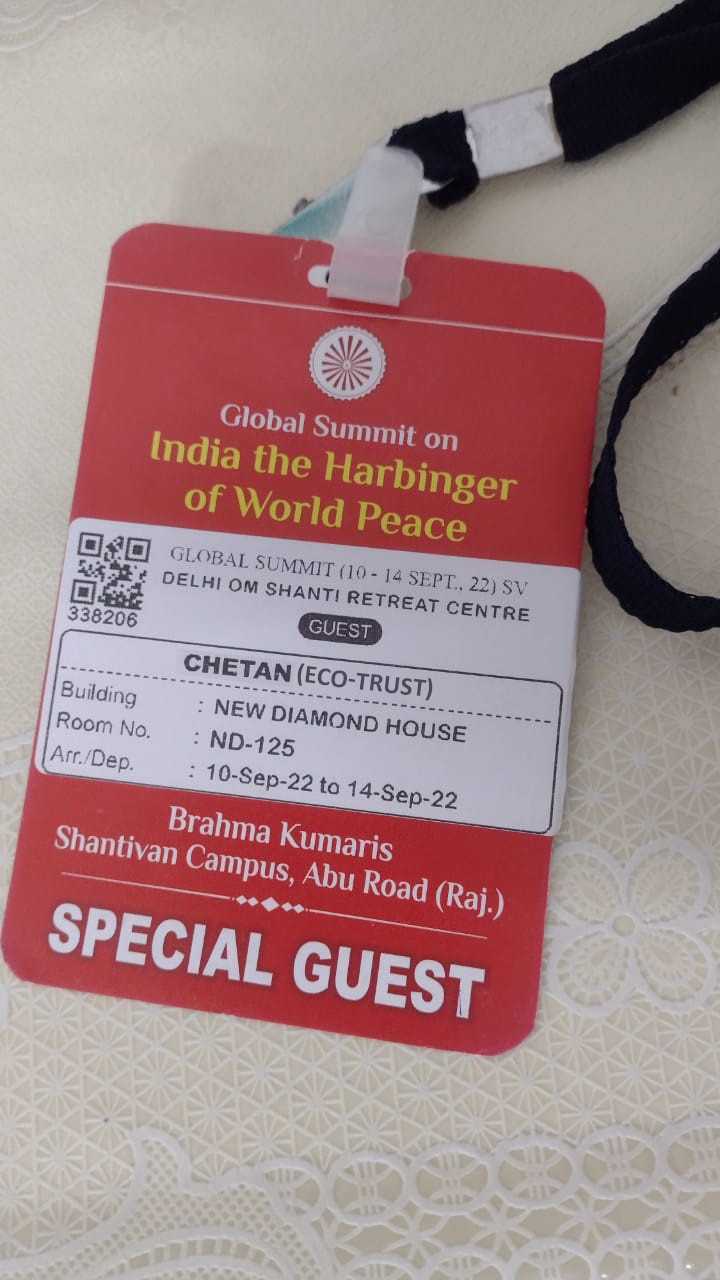 Global Summit on
India the Harbinger
of World Peace
GLOBAL SUMMIT (10 - 14 SEPT., 22) SV
DELHI OM SHANTI RETREAT CENTRE
338206
GUEST
CHETAN (ECO-TRUST)
Building : NEW DIAMOND HOUSE
Room No. : ND-125
Arr./Dep. : 10-Sep-22 to 14-Sep-22
Brahma Kumaris
Shantivan Campus, Abu Road (Raj.)
SPECIAL GUEST